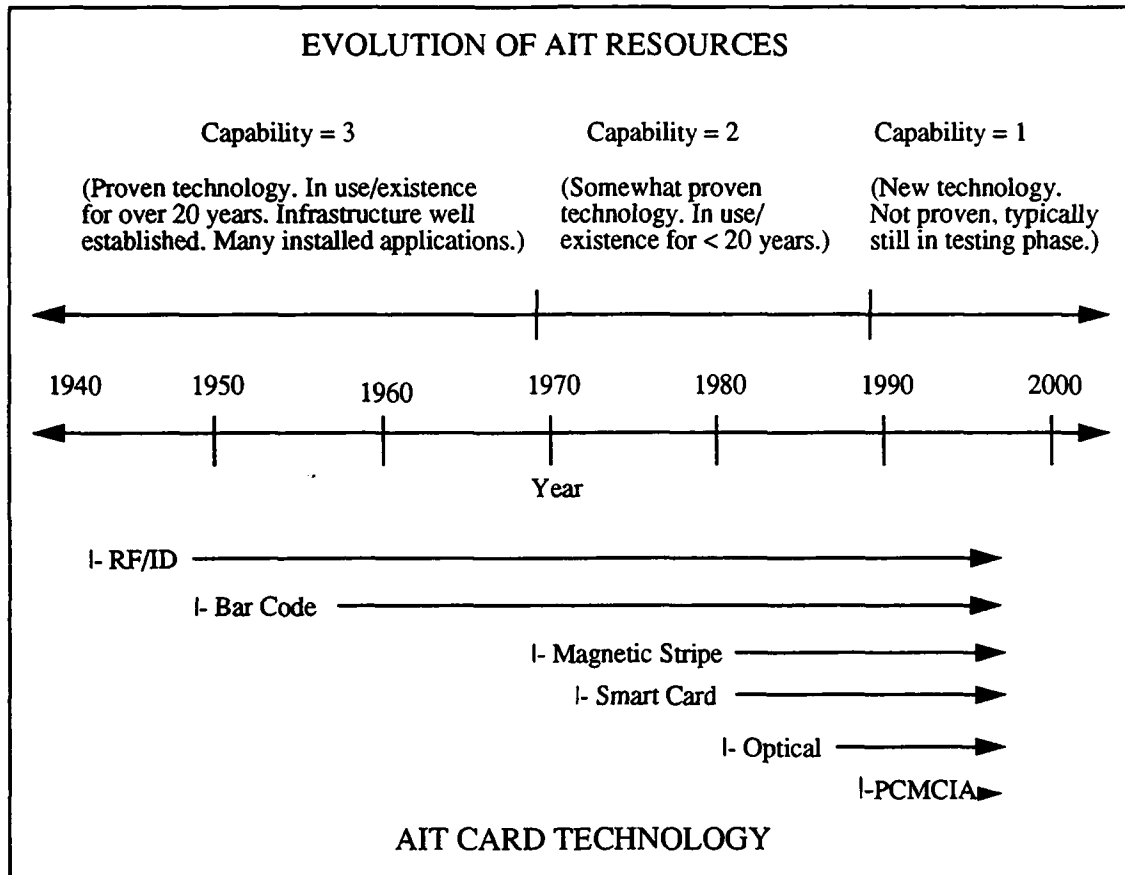 EVOLUTION OF AIT RESOURCES
Capability = 3
(Proven technology. In use/existence
for over 20 years. Infrastructure well
established. Many installed applications.)
Capability = 2
(Somewhat proven
technology. In use/
existence for < 20 years.)
Capability = 1
(New technology.
Not proven, typically
still in testing phase.)
1940 1950 1960 1970 1980 1990 2000
Year
|- RF/ID
|- Bar Code
|- Magnetic Stripe
|- Smart Card
|- Optical
|-PCMCIA
AIT CARD TECHNOLOGY